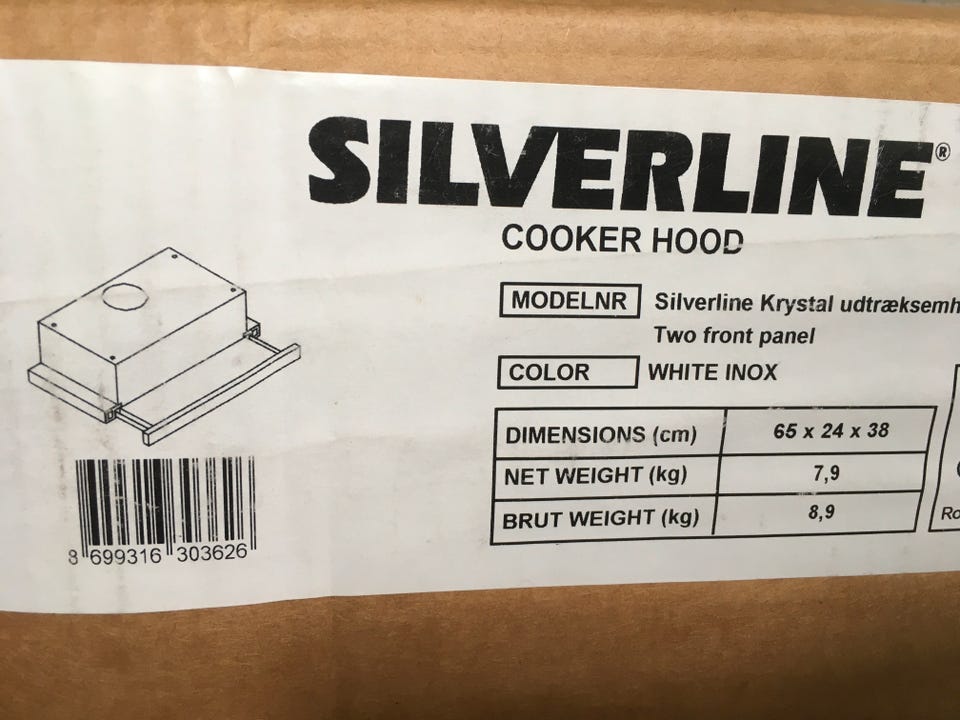 SILVERLINE®
COOKER HOOD
MODELNR Silverline Krystal udtræksemh
Two front panel
COLOR WHITE INOX
DIMENSIONS (cm) 65 x 24 x 38
NET WEIGHT (kg) 7,9
BRUT WEIGHT (kg) 8,9
Ro
8 699316 303626